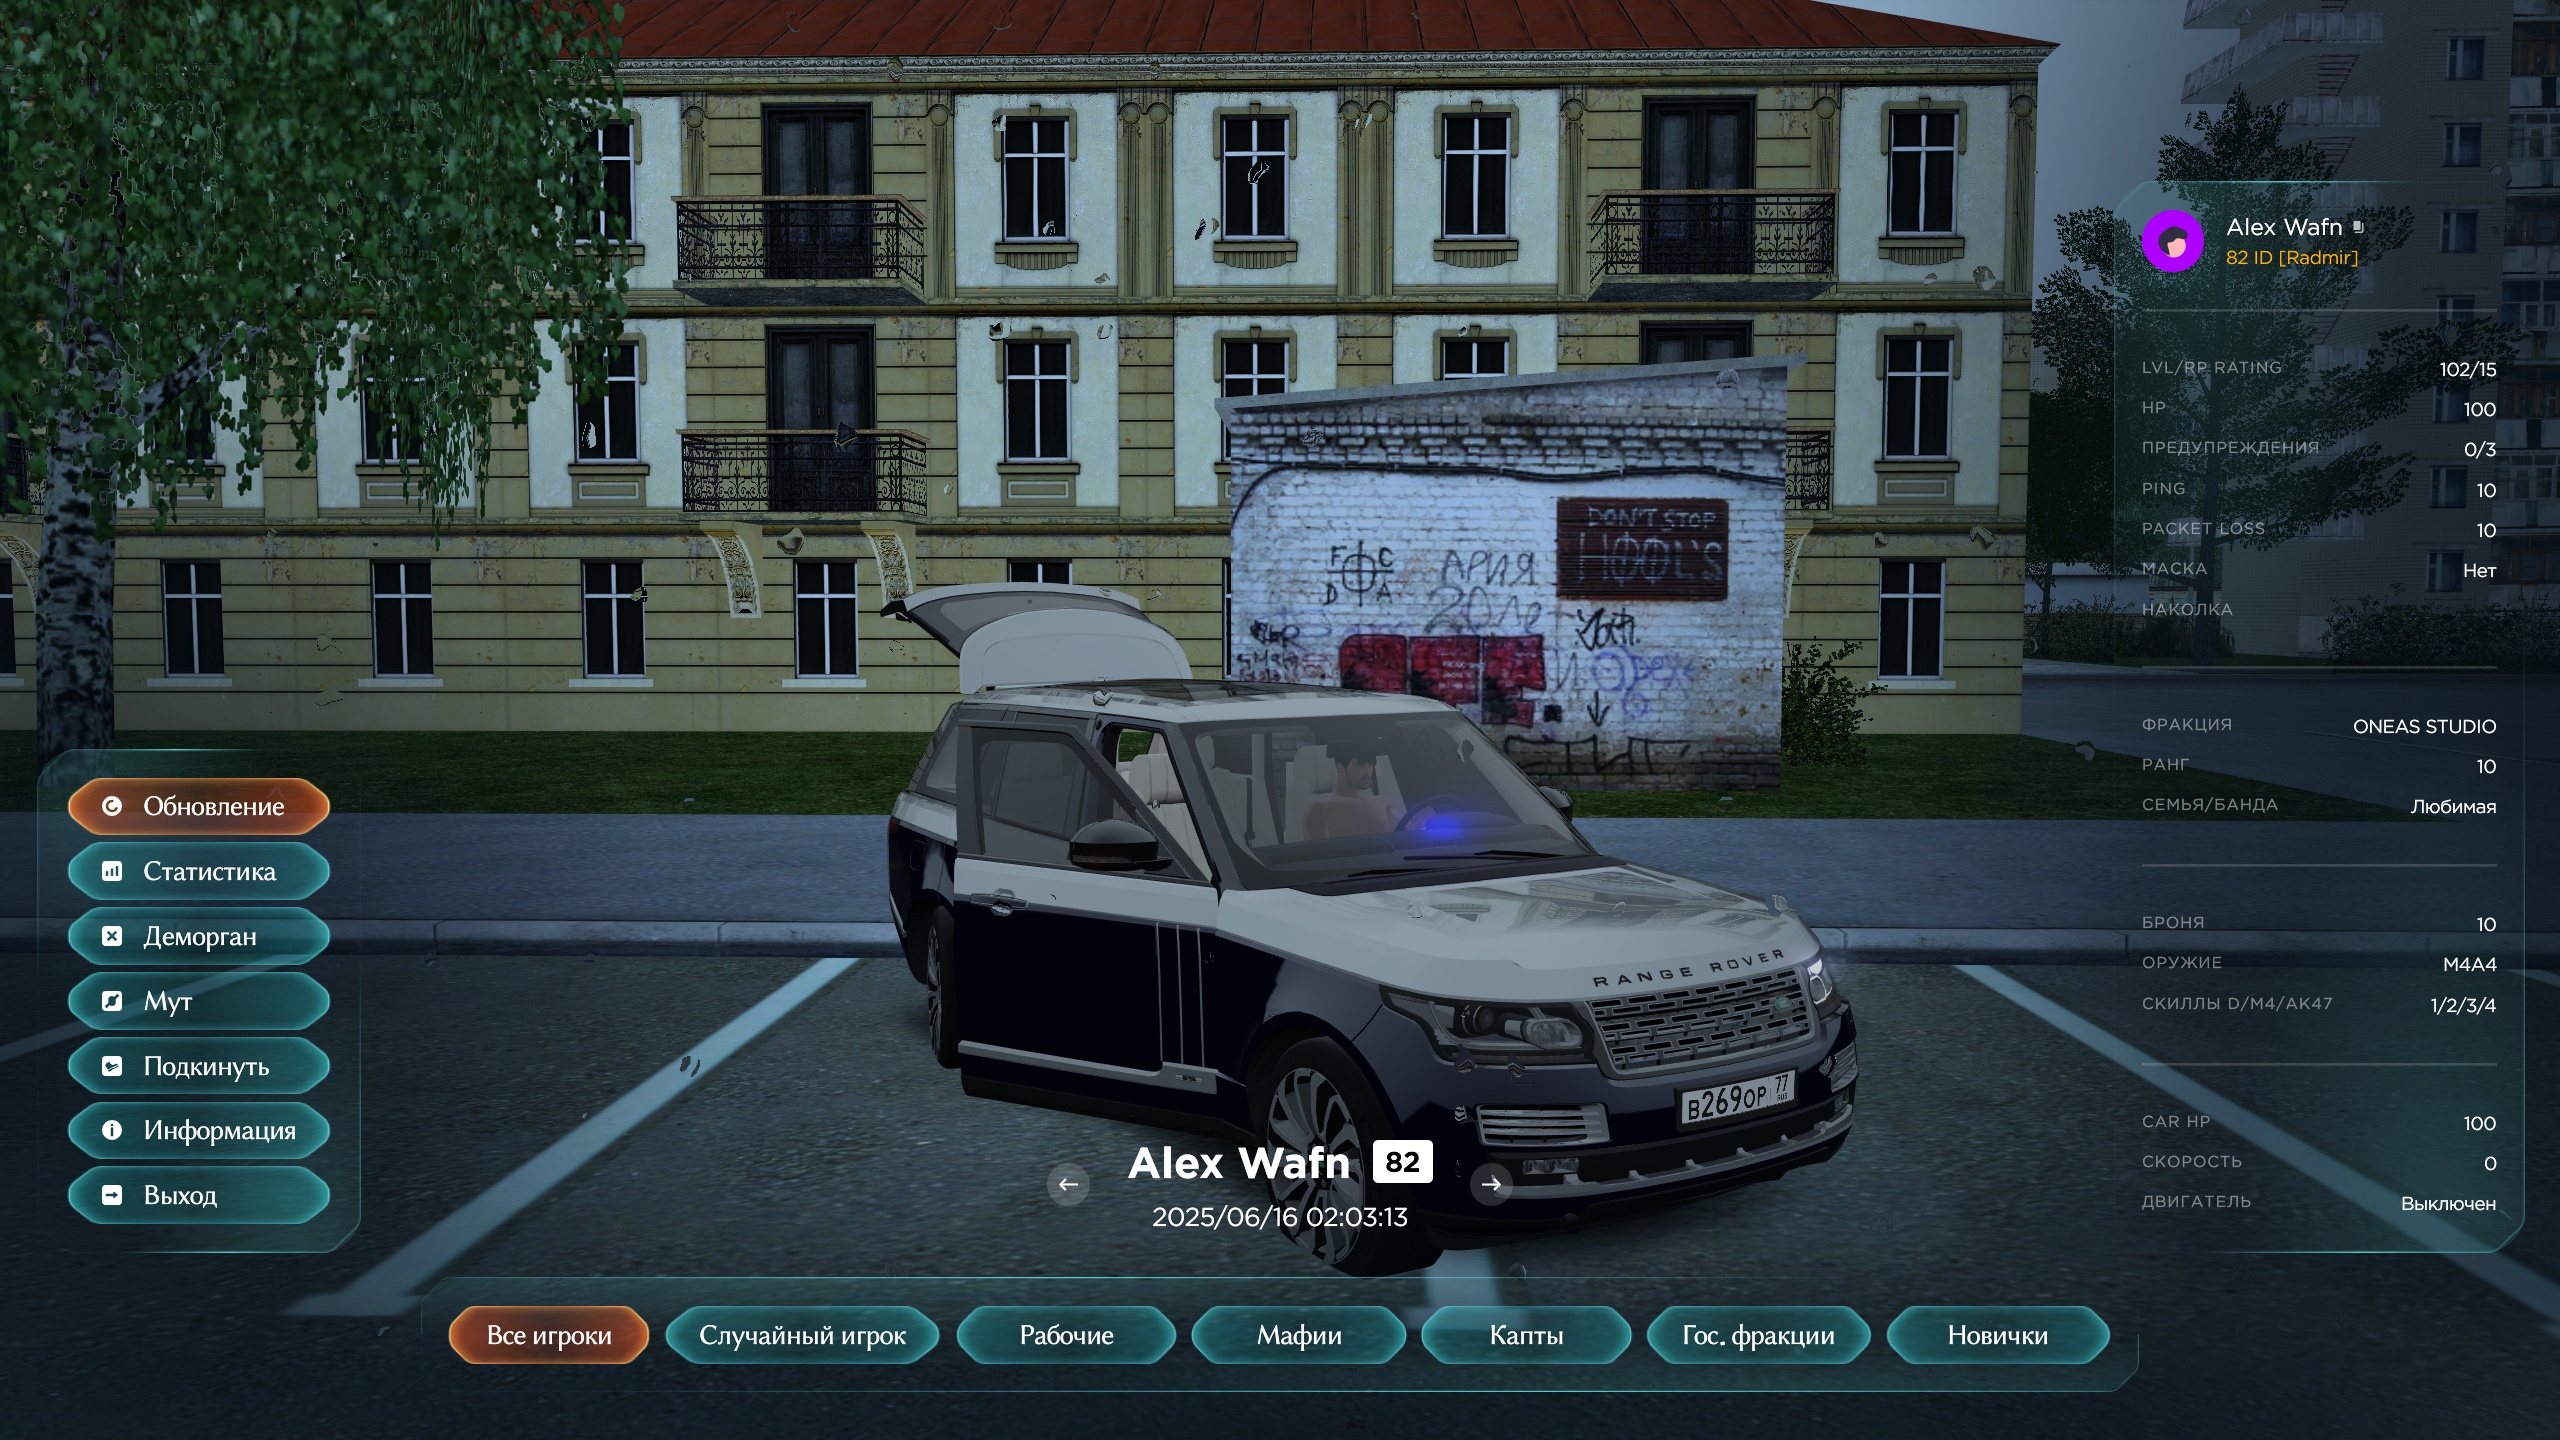 Alex Wafn
82 ID [Radmir]
LVL/RP RATING 102/15
HP 100
ПРЕДУПРЕЖДЕНИЯ 0/3
PING 10
PACKET LOSS 10
МАСКА Нет
НАКОЛКА
ФРАКЦИЯ ONEAS STUDIO
РАНГ 10
СЕМЬЯ/БАНДА Любимая
БРОНЯ 10
ОРУЖИЕ M4A4
СКИЛЛЫ D/M4/AK47 1/2/3/4
CAR HP 100
СКОРОСТЬ 0
ДВИГАТЕЛЬ Выключен
DON'T STOP
F C
D A
АРИЯ
RANGE ROVER
В269ОР 77
RUS
Обновление
Статистика
Деморган
Мут
Подкинуть
Информация
Выход
Alex Wafn 82
2025/06/16 02:03:13
Все игроки
Случайный игрок
Рабочие
Мафии
Капты
Гос. фракции
Новички